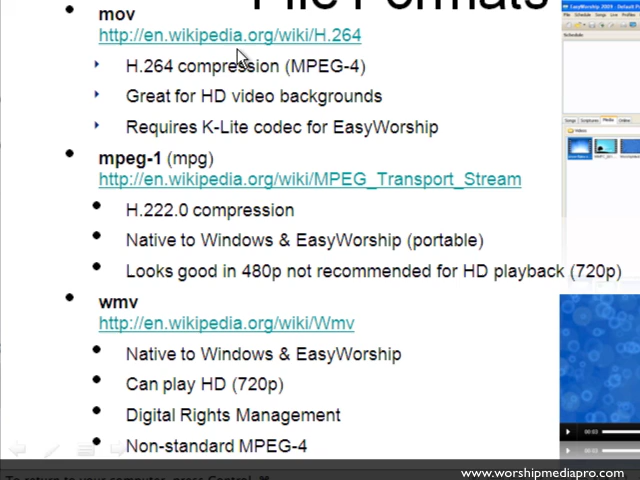 File Formats
mov
http://en.wikipedia.org/wiki/H.264
H.264 compression (MPEG-4)
Great for HD video backgrounds
Requires K-Lite codec for EasyWorship
mpeg-1 (mpg)
http://en.wikipedia.org/wiki/MPEG_Transport_Stream
H.222.0 compression
Native to Windows & EasyWorship (portable)
Looks good in 480p not recommended for HD playback (720p)
wmv
http://en.wikipedia.org/wiki/Wmv
Native to Windows & EasyWorship
Can play HD (720p)
Digital Rights Management
Non-standard MPEG-4
www.worshipmediapro.com